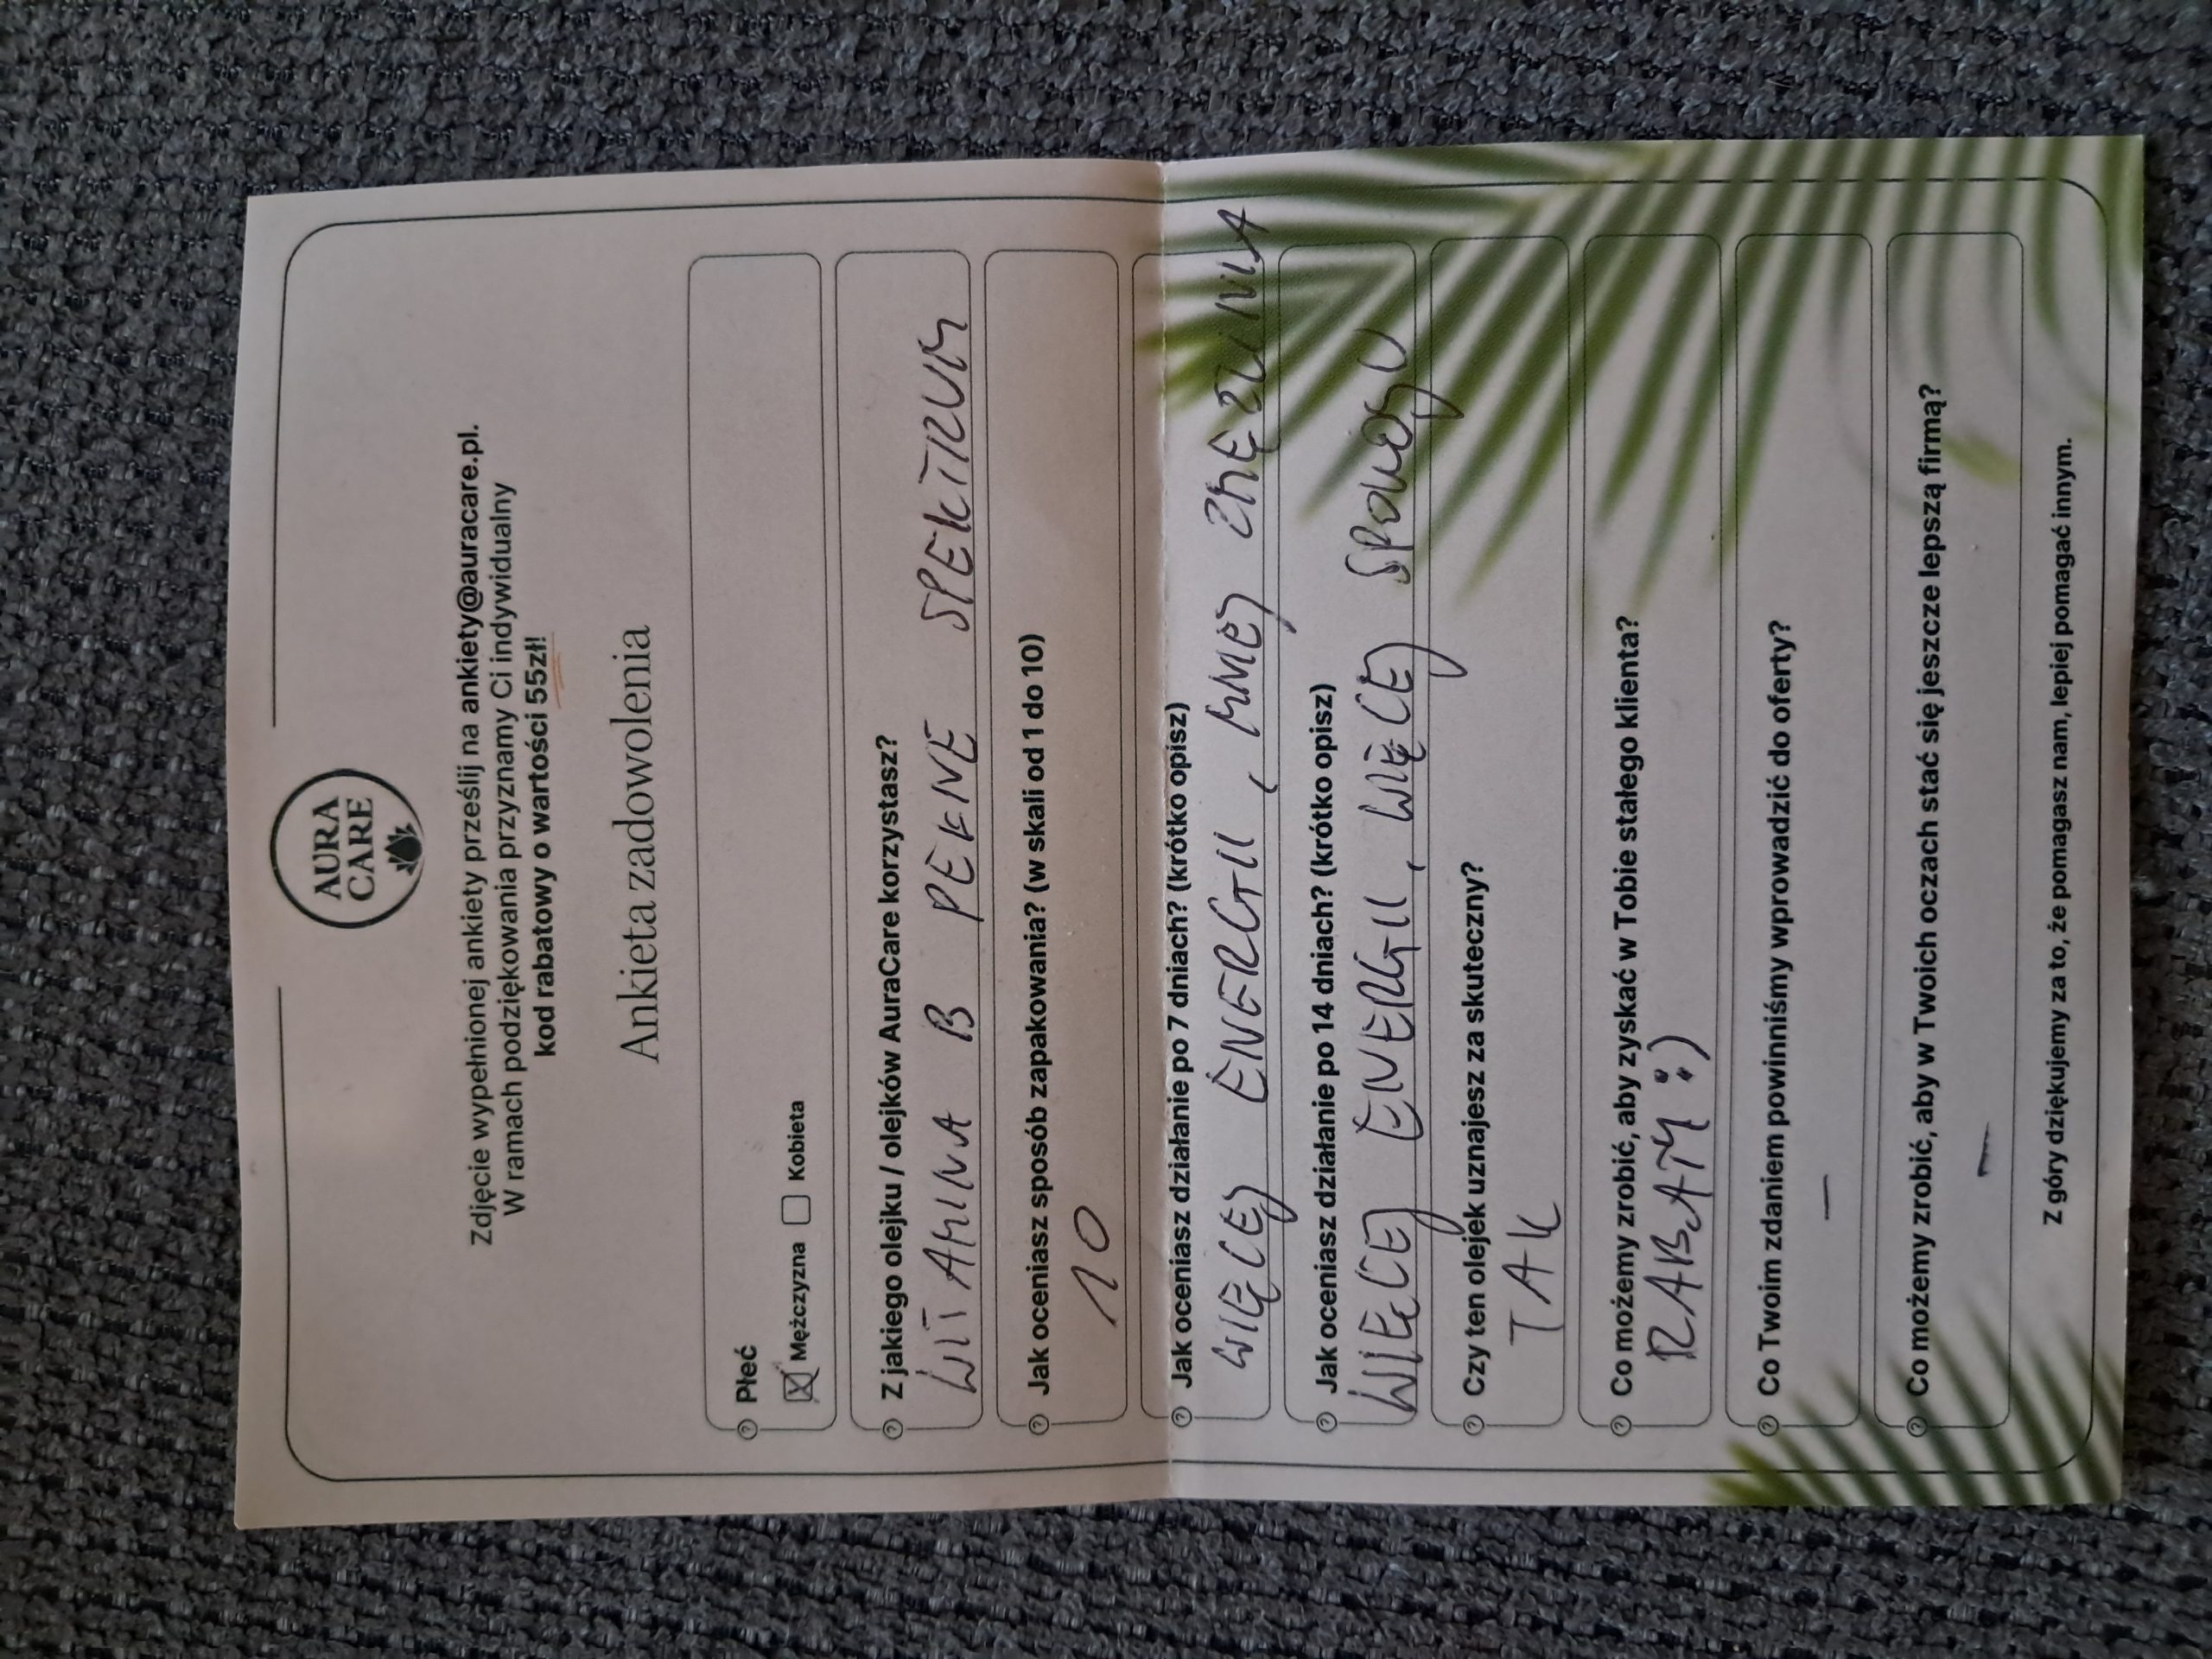 AURA
CARE
Zdjęcie wypełnionej ankiety prześlij na ankiety@auracare.pl.
W ramach podziękowania przyznamy Ci indywidualny
kod rabatowy o wartości 55zł!
Ankieta zadowolenia
Płeć
Mężczyzna Kobieta
Z jakiego olejku / olejków AuraCare korzystasz?
WITAMINA B PEŁNE SPEKTRUM
Jak oceniasz sposób zapakowania? (w skali od 1 do 10)
10
Jak oceniasz działanie po 7 dniach? (krótko opisz)
WIĘCEJ ENERGII, MNIEJ ZMĘCZENIA
Jak oceniasz działanie po 14 dniach? (krótko opisz)
WIĘCEJ ENERGII, WIĘCEJ SPOKOJU
Czy ten olejek uznajesz za skuteczny?
TAK
Co możemy zrobić, aby zyskać w Tobie stałego klienta?
RABATY :)
Co Twoim zdaniem powinniśmy wprowadzić do oferty?
–
Co możemy zrobić, aby w Twoich oczach stać się jeszcze lepszą firmą?
–
Z góry dziękujemy za to, że pomagasz nam, lepiej pomagać innym.